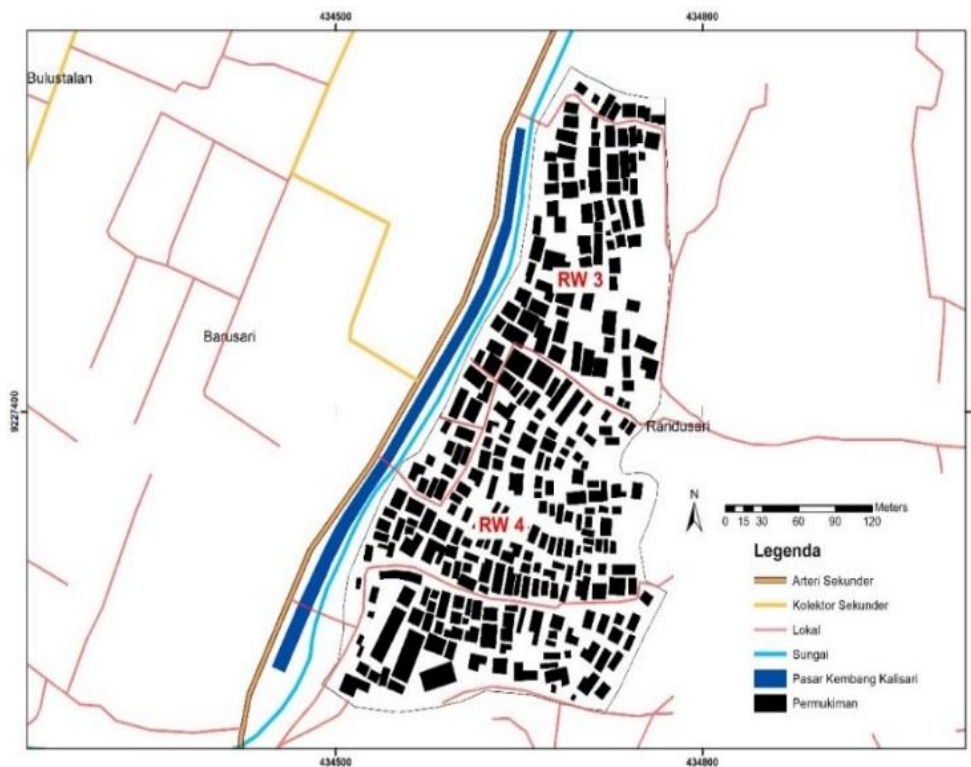 434500 434800
Bulustalan
RW 3
Barusari
9227400
9227400
Randusari
RW 4
N
Meters
0 15 30 60 90 120
Legenda
Arteri Sekunder
Kolektor Sekunder
Lokal
Sungai
Pasar Kembang Kalisari
Permukiman
434500 434800